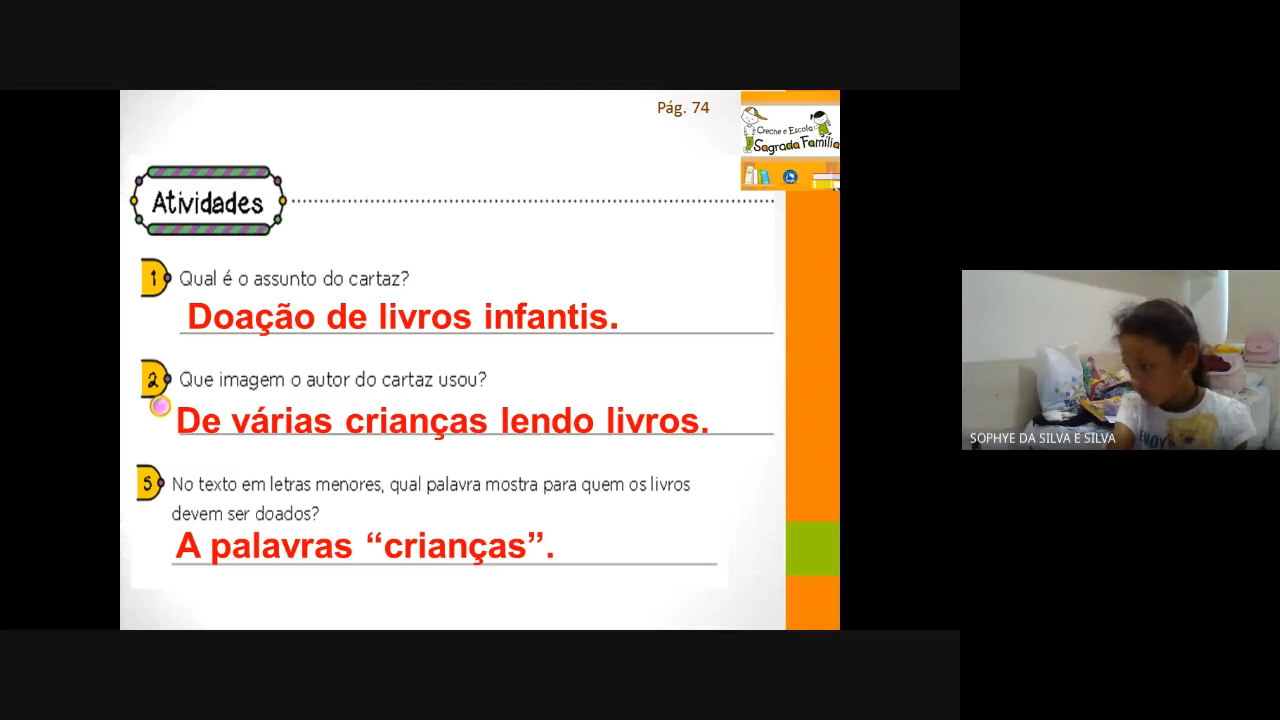 Pág. 74
Creche e Escola
Sagrada Família
Atividades
1 Qual é o assunto do cartaz?
Doação de livros infantis.
2 Que imagem o autor do cartaz usou?
De várias crianças lendo livros.
5 No texto em letras menores, qual palavra mostra para quem os livros
devem ser doados?
A palavras “crianças”.
SOPHYE DA SILVA E SILVA